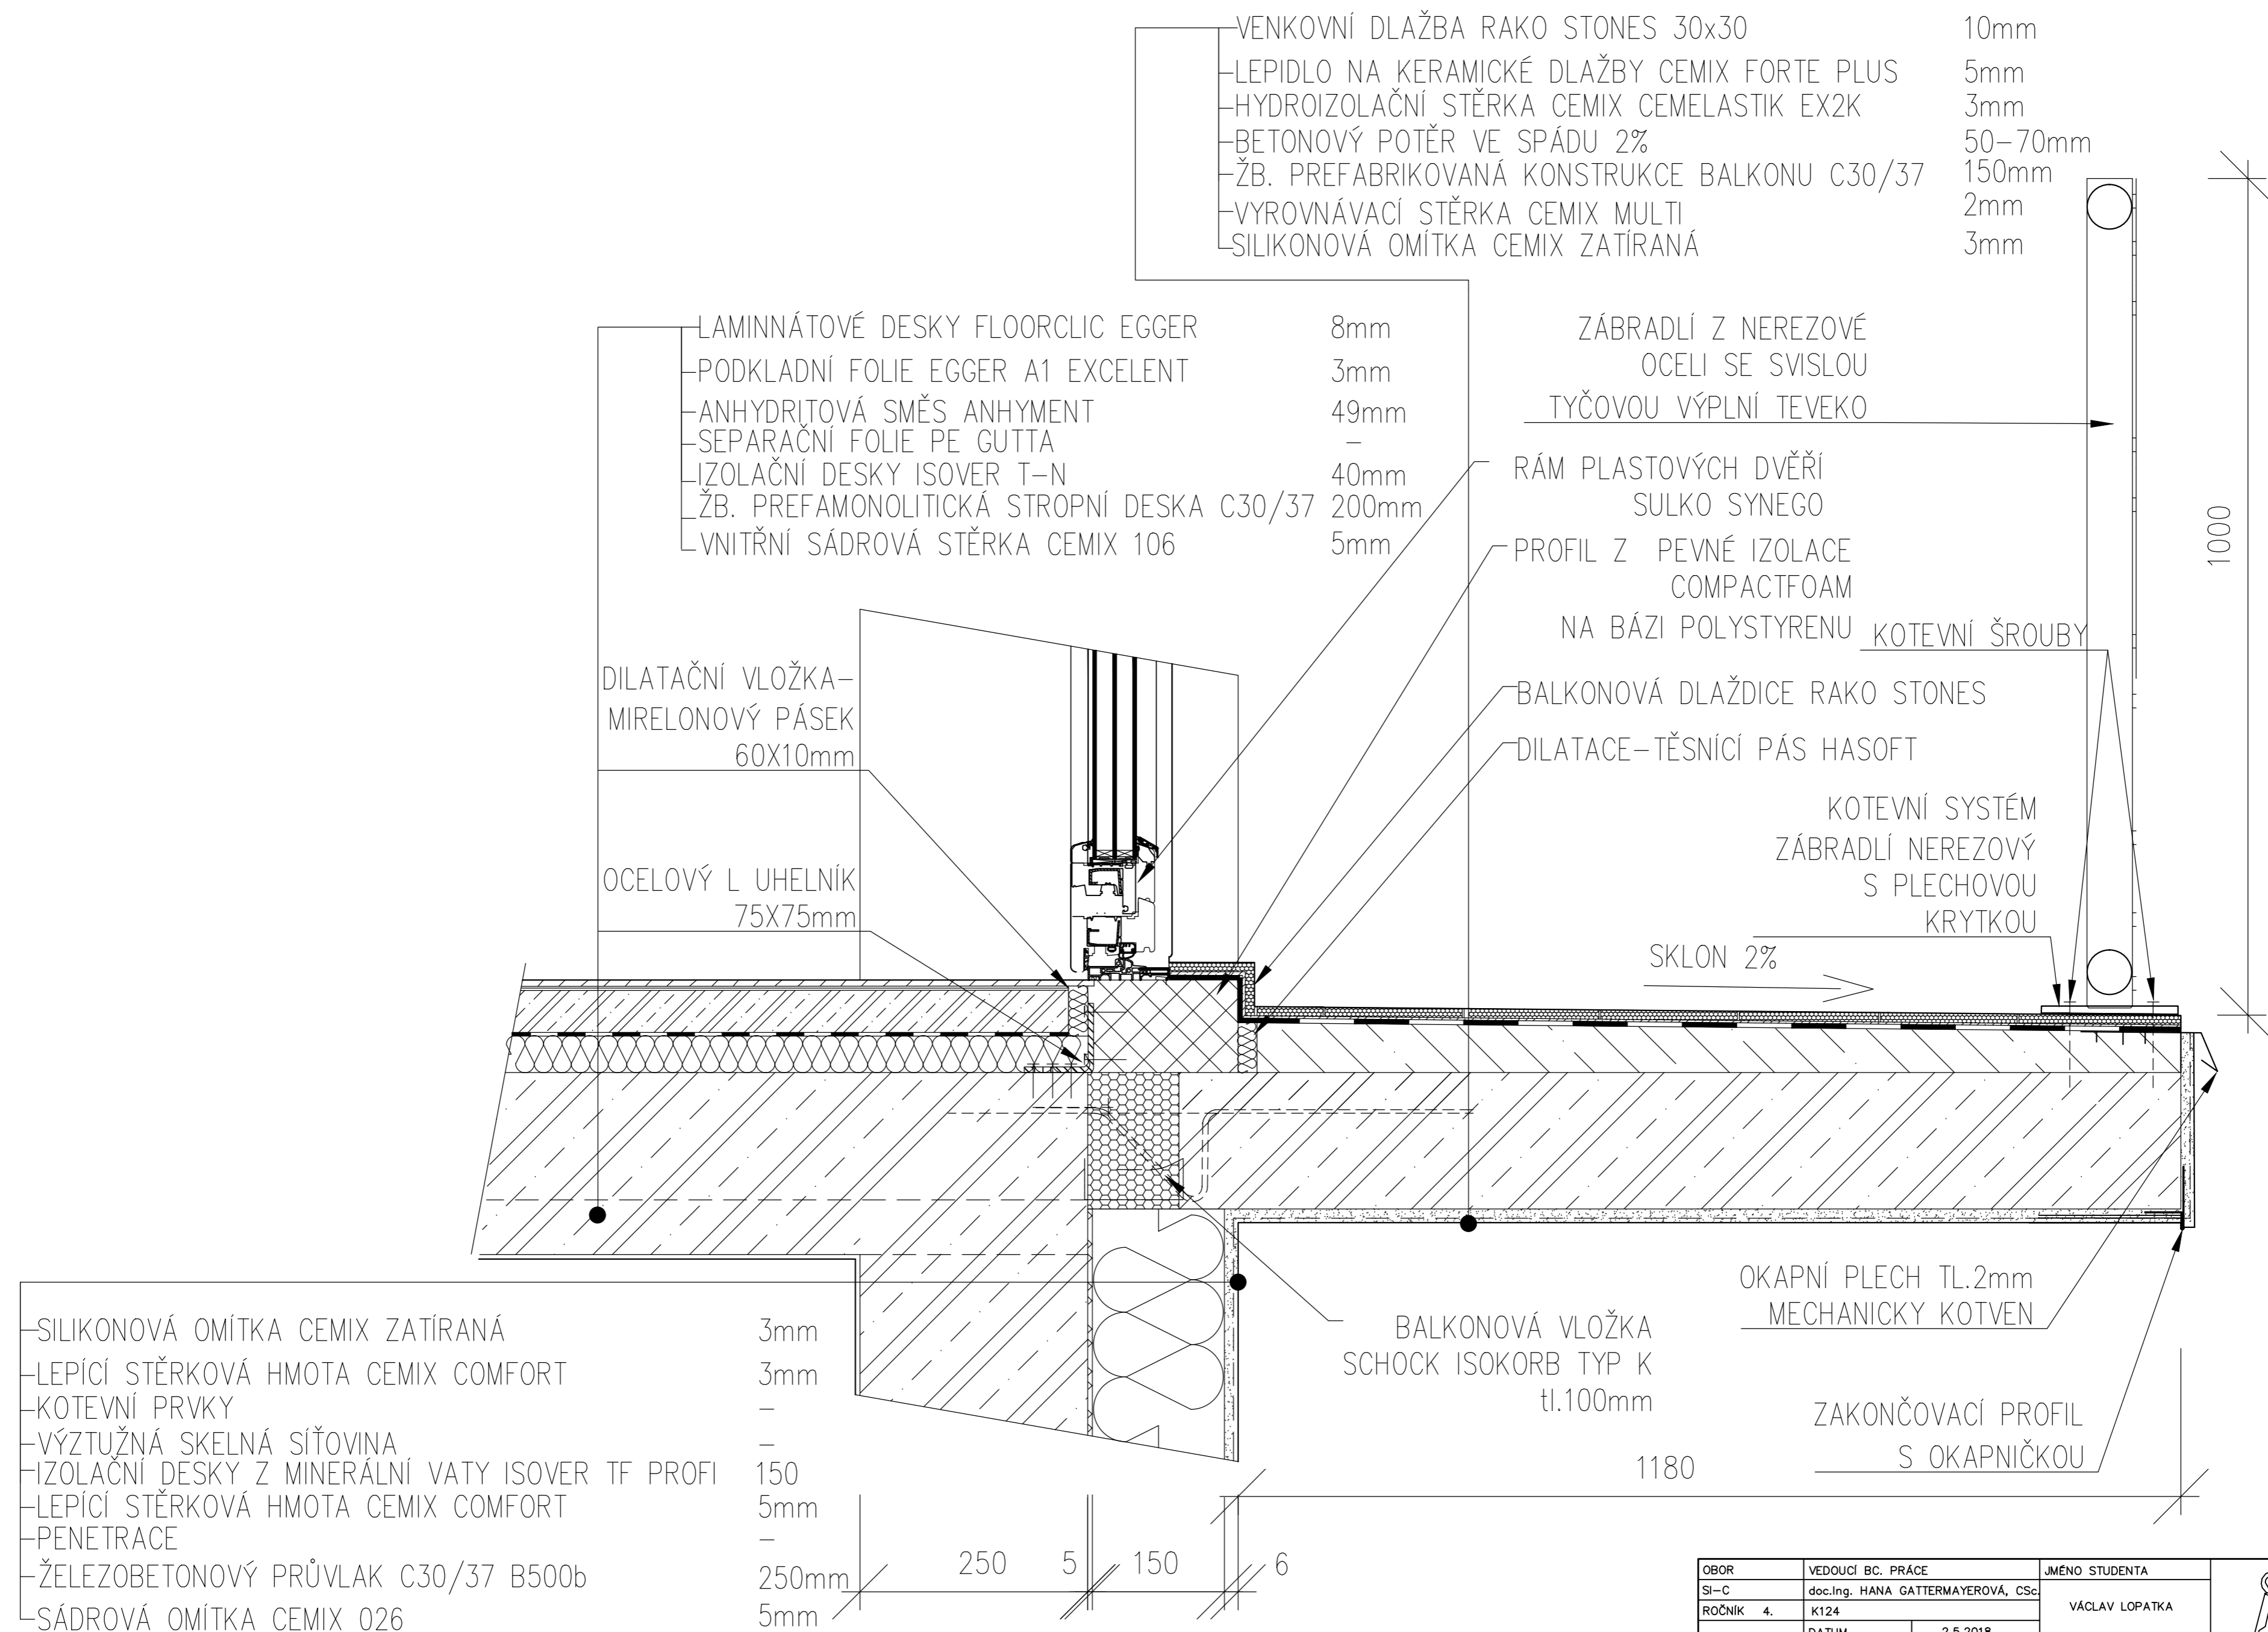 VENKOVNÍ DLAŽBA RAKO STONES 30x30 10mm
LEPIDLO NA KERAMICKÉ DLAŽBY CEMIX FORTE PLUS 5mm
HYDROIZOLAČNÍ STĚRKA CEMIX CEMELASTIK EX2K 3mm
BETONOVÝ POTĚR VE SPÁDU 2% 50–70mm
ŽB. PREFABRIKOVANÁ KONSTRUKCE BALKONU C30/37 150mm
VYROVNÁVACÍ STĚRKA CEMIX MULTI 2mm
SILIKONOVÁ OMÍTKA CEMIX ZATÍRANÁ 3mm
LAMINNÁTOVÉ DESKY FLOORCLIC EGGER 8mm
PODKLADNÍ FOLIE EGGER A1 EXCELENT 3mm
ANHYDRITOVÁ SMĚS ANHYMENT 49mm
SEPARAČNÍ FOLIE PE GUTTA –
IZOLAČNÍ DESKY ISOVER T–N 40mm
ŽB. PREFAMONOLITICKÁ STROPNÍ DESKA C30/37 200mm
VNITŘNÍ SÁDROVÁ STĚRKA CEMIX 106 5mm
ZÁBRADLÍ Z NEREZOVÉ
OCELI SE SVISLOU
TYČOVOU VÝPLNÍ TEVEKO
RÁM PLASTOVÝCH DVĚŘÍ
SULKO SYNEGO
PROFIL Z PEVNÉ IZOLACE
COMPACTFOAM
NA BÁZI POLYSTYRENU
KOTEVNÍ ŠROUBY
1000
DILATAČNÍ VLOŽKA–
MIRELONOVÝ PÁSEK
60X10mm
BALKONOVÁ DLAŽDICE RAKO STONES
DILATACE–TĚSNÍCÍ PÁS HASOFT
KOTEVNÍ SYSTÉM
ZÁBRADLÍ NEREZOVÝ
S PLECHOVOU
KRYTKOU
OCELOVÝ L UHELNÍK
75X75mm
SKLON 2%
OKAPNÍ PLECH TL.2mm
MECHANICKY KOTVEN
BALKONOVÁ VLOŽKA
SCHOCK ISOKORB TYP K
tl.100mm
ZAKONČOVACÍ PROFIL
S OKAPNIČKOU
SILIKONOVÁ OMÍTKA CEMIX ZATÍRANÁ 3mm
LEPÍCÍ STĚRKOVÁ HMOTA CEMIX COMFORT 3mm
KOTEVNÍ PRVKY –
VÝZTUŽNÁ SKELNÁ SÍŤOVINA –
IZOLAČNÍ DESKY Z MINERÁLNÍ VATY ISOVER TF PROFI 150
LEPÍCÍ STĚRKOVÁ HMOTA CEMIX COMFORT 5mm
PENETRACE –
ŽELEZOBETONOVÝ PRŮVLAK C30/37 B500b 250mm
SÁDROVÁ OMÍTKA CEMIX 026 5mm
1180
250 5 150 6
OBOR VEDOUCÍ BC. PRÁCE JMÉNO STUDENTA
SI–C doc.Ing. HANA GATTERMAYEROVÁ, CSc.
ROČNÍK 4. K124 VÁCLAV LOPATKA
DATUM 2.5.2018